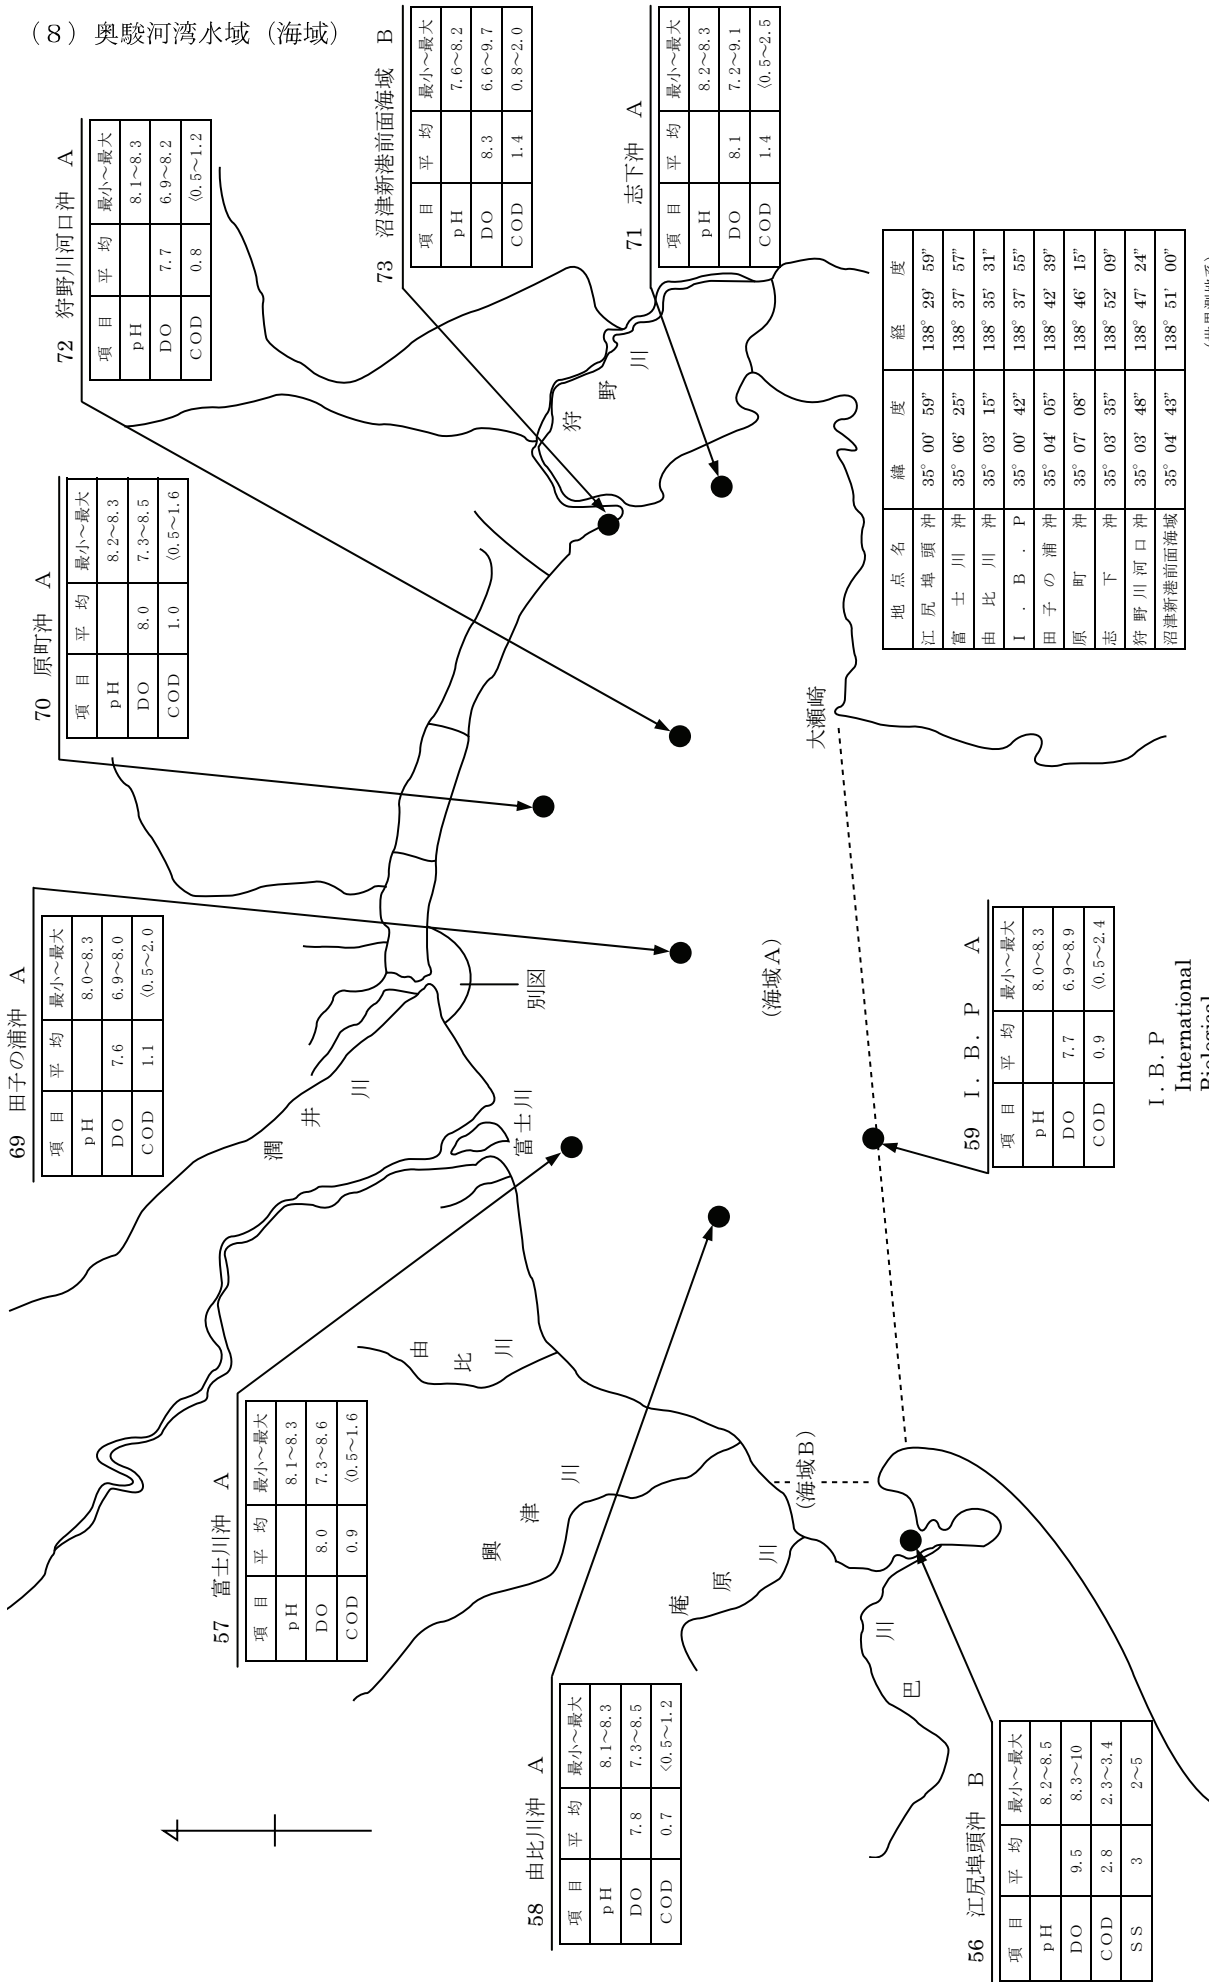 (８) 奥駿河湾水域 (海域)
72 狩野川河口沖 A
項 目 平 均 最小～最大
pH 8.1～8.3
DO 7.7 6.9～8.2
COD 0.8 〈0.5～1.2
73 沼津新港前面海域 B
項 目 平 均 最小～最大
pH 7.6～8.2
DO 8.3 6.6～9.7
COD 1.4 0.8～2.0
71 志下沖 A
項 目 平 均 最小～最大
pH 8.2～8.3
DO 8.1 7.2～9.1
COD 1.4 〈0.5～2.5
70 原町沖 A
項 目 平 均 最小～最大
pH 8.2～8.3
DO 8.0 7.3～8.5
COD 1.0 〈0.5～1.6
69 田子の浦沖 A
項 目 平 均 最小～最大
pH 8.0～8.3
DO 7.6 6.9～8.0
COD 1.1 〈0.5～2.0
57 富士川沖 A
項 目 平 均 最小～最大
pH 8.1～8.3
DO 8.0 7.3～8.6
COD 0.9 〈0.5～1.6
58 由比川沖 A
項 目 平 均 最小～最大
pH 8.1～8.3
DO 7.8 7.3～8.5
COD 0.7 〈0.5～1.2
59 I. B. P A
項 目 平 均 最小～最大
pH 8.0～8.3
DO 7.7 6.9～8.9
COD 0.9 〈0.5～2.4
56 江尻埠頭沖 B
項 目 平 均 最小～最大
pH 8.2～8.5
DO 9.5 8.3～10
COD 2.8 2.3～3.4
SS 3 2～5
狩野川
潤井川
富士川
由比川
興津川
庵原川
巴川
別図
大瀬崎
(海域A)
(海域B)
地 点 名 緯 度 経 度
江尻埠頭沖 35° 00' 59” 138° 29' 59”
富士川沖 35° 06' 25” 138° 37' 57”
由比川沖 35° 03' 15” 138° 35' 31”
I.B.P 35° 00' 42” 138° 37' 55”
田子の浦沖 35° 04' 05” 138° 42' 39”
原町沖 35° 07' 08” 138° 46' 15”
志下沖 35° 03' 35” 138° 52' 09”
狩野川河口沖 35° 03' 48” 138° 47' 24”
沼津新港前面海域 35° 04' 43” 138° 51' 00”
I. B. P
International